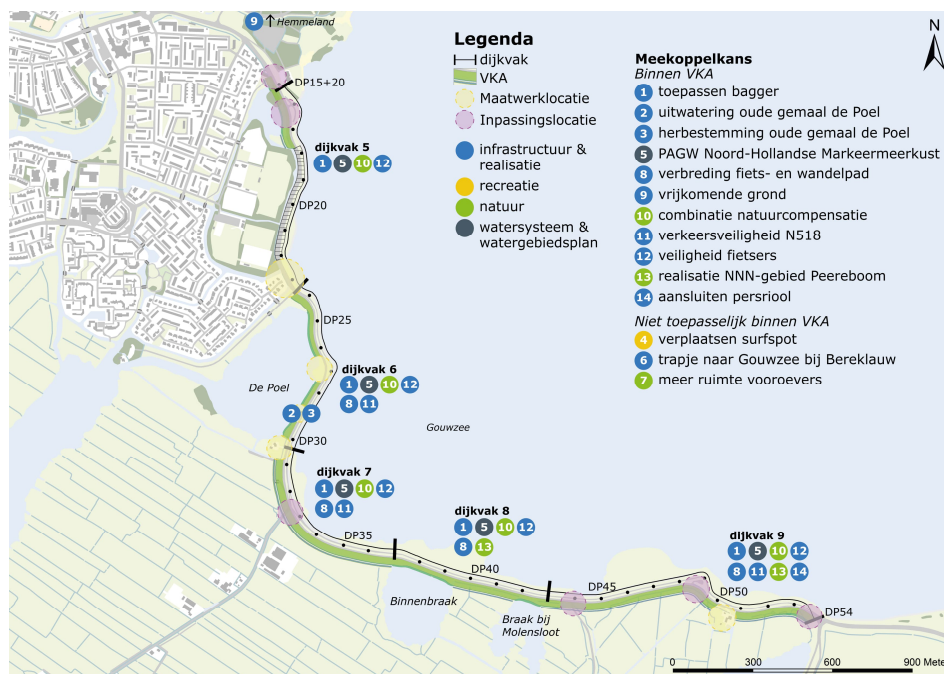 9 ↑ Hemmeland
N
Legenda
dijkvak
VKA
Maatwerklocatie
Inpassingslocatie
infrastructuur &
realisatie
recreatie
natuur
watersysteem &
watergebiedsplan
Meekoppelkans
Binnen VKA
1 toepassen bagger
2 uitwatering oude gemaal de Poel
3 herbestemming oude gemaal de Poel
5 PAGW Noord-Hollandse Markeermeerkust
8 verbreding fiets- en wandelpad
9 vrijkomende grond
10 combinatie natuurcompensatie
11 verkeersveiligheid N518
12 veiligheid fietsers
13 realisatie NNN-gebied Peereboom
14 aansluiten persriool
Niet toepasselijk binnen VKA
4 verplaatsen surfspot
6 trapje naar Gouwzee bij Bereklauw
7 meer ruimte vooroevers
DP15+20
dijkvak 5
1 5 10 12
DP20
DP25
dijkvak 6
1 5 10 12
8 11
De Poel
2 3
Gouwzee
DP30
dijkvak 7
1 5 10 12
8 11
DP35
dijkvak 8
1 5 10 12
8 13
DP40
Binnenbraak
DP45
Braak bij
Molensloot
dijkvak 9
1 5 10 12
8 11 13 14
DP50
DP54
0 300 600 900 Mete